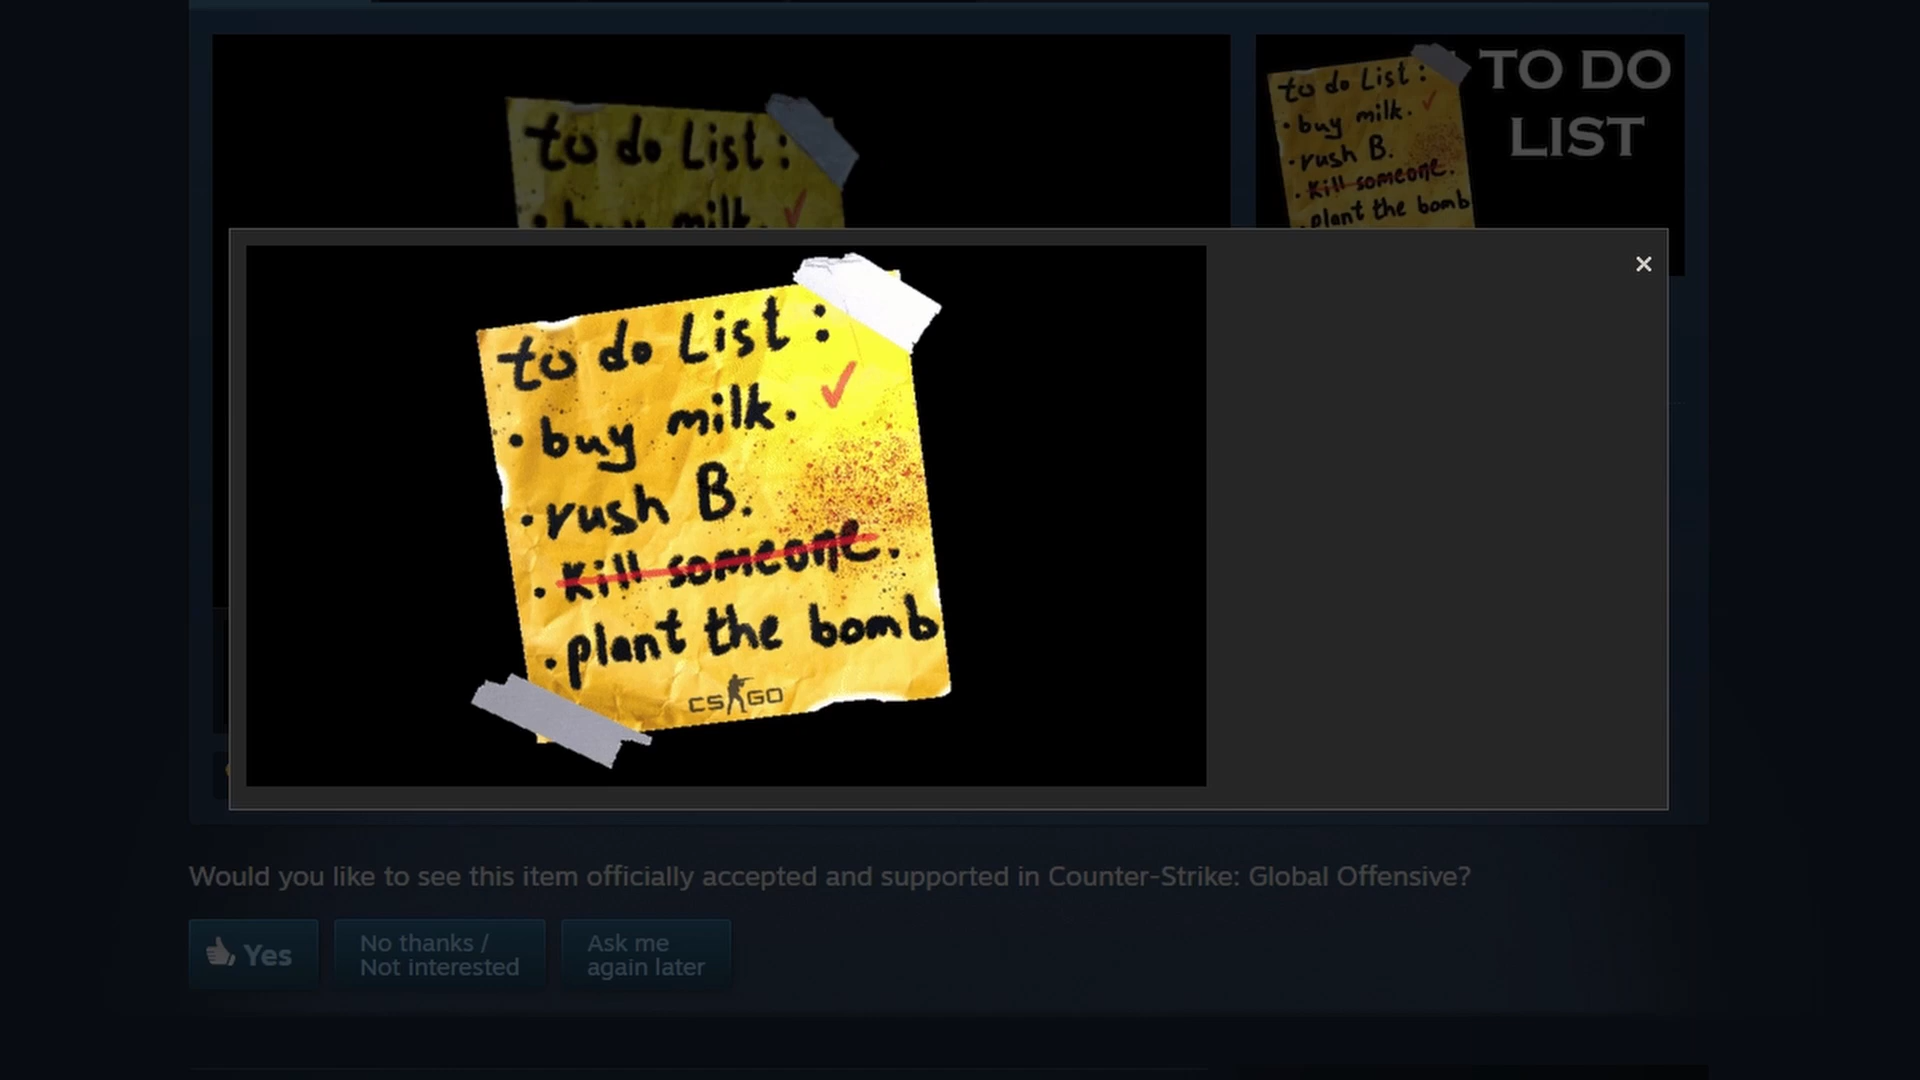 to do List :
• buy milk.
TO DO
LIST
to do List :
• buy milk. ✓
• rush B.
• Kill someone.
• plant the bomb
to do List :
• buy milk. ✓
• rush B.
• Kill someone.
• plant the bomb
CS GO
Would you like to see this item officially accepted and supported in Counter-Strike: Global Offensive?
Yes
No thanks /
Not interested
Ask me
again later